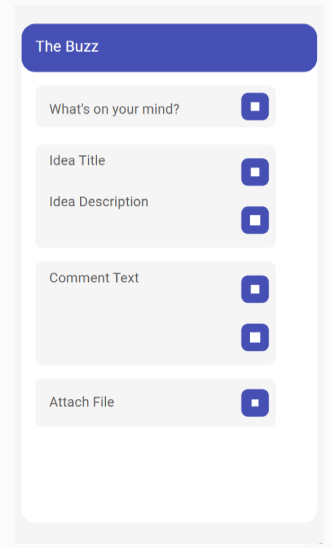 The Buzz
What's on your mind?
Idea Title
Idea Description
Comment Text
Attach File